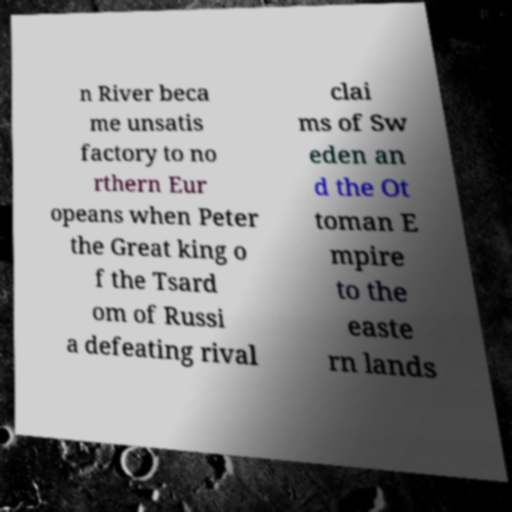 n River beca
me unsatis
factory to no
rthern Eur
opeans when Peter
the Great king o
f the Tsard
om of Russi
a defeating rival
clai
ms of Sw
eden an
d the Ot
toman E
mpire
to the
easte
rn lands